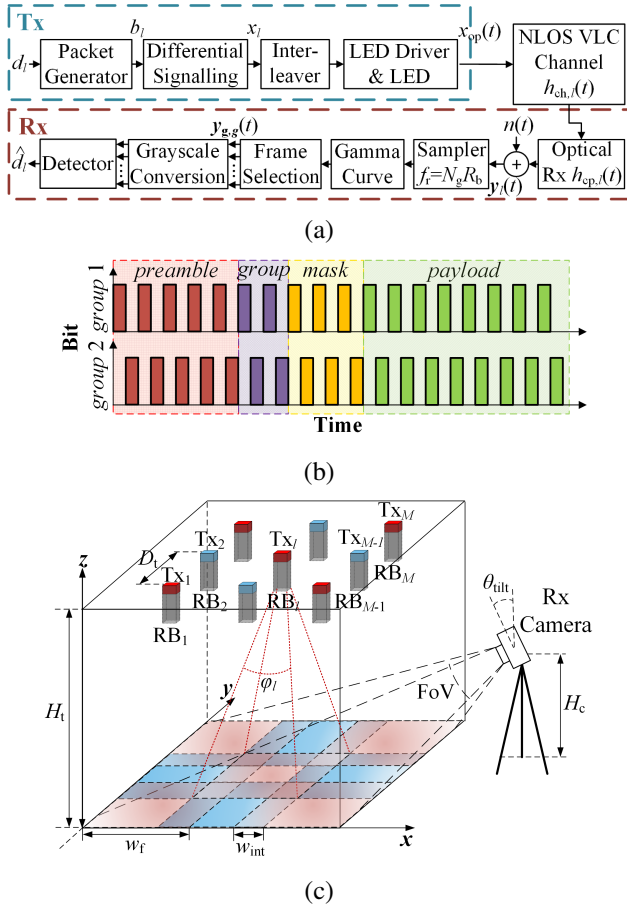 Tx
d_l
b_l
x_l
x_op(t)
Packet Generator
Differential Signalling
Inter-leaver
LED Driver & LED
NLOS VLC Channel h_ch,l(t)
Rx
d̂_l
Detector
Grayscale Conversion
y_g,g(t)
Frame Selection
Gamma Curve
Sampler f_r=N_gR_b
y_l(t)
n(t)
+
Optical Rx h_cp,l(t)
(a)
preamble group mask payload
group 1
group 2
Bit
Time
(b)
z
D_t
Tx_1
Tx_2
Tx_l
Tx_M-1
Tx_M
RB_1
RB_2
RB_l
RB_M-1
RB_M
θ_tilt
Rx Camera
FoV
H_c
H_t
φ_l
y
w_f
w_int
x
(c)